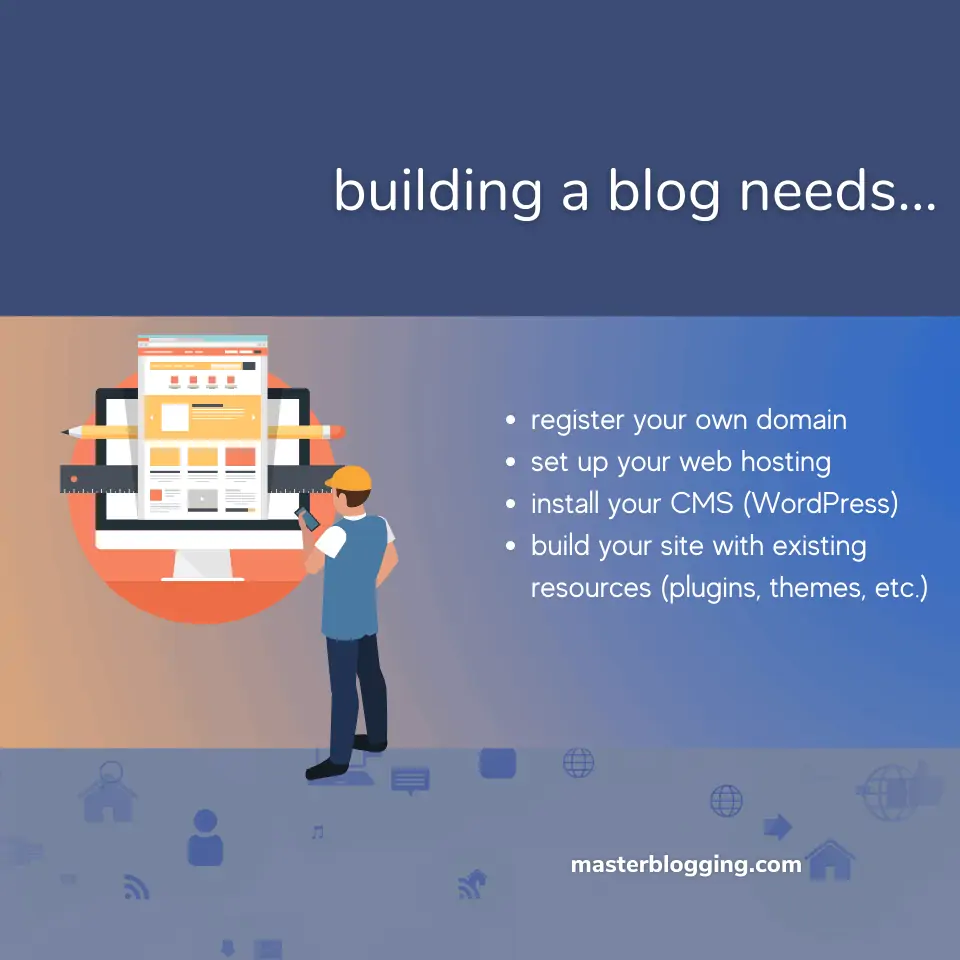 building a blog needs...
• register your own domain
• set up your web hosting
• install your CMS (WordPress)
• build your site with existing
resources (plugins, themes, etc.)
masterblogging.com